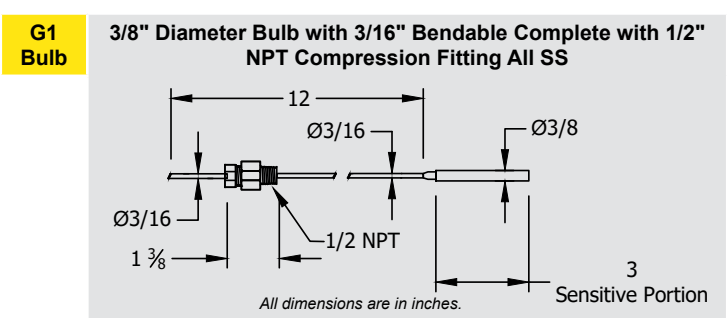 G1
Bulb
3/8" Diameter Bulb with 3/16" Bendable Complete with 1/2"
NPT Compression Fitting All SS
12
Ø3/16
Ø3/8
Ø3/16
1/2 NPT
1 ⅜
3
Sensitive Portion
All dimensions are in inches.